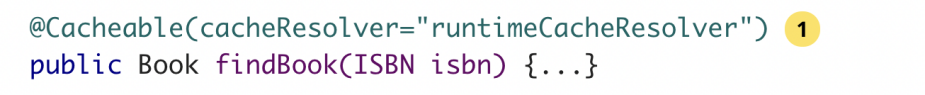 @Cacheable(cacheResolver="runtimeCacheResolver") 1
public Book findBook(ISBN isbn) {...}